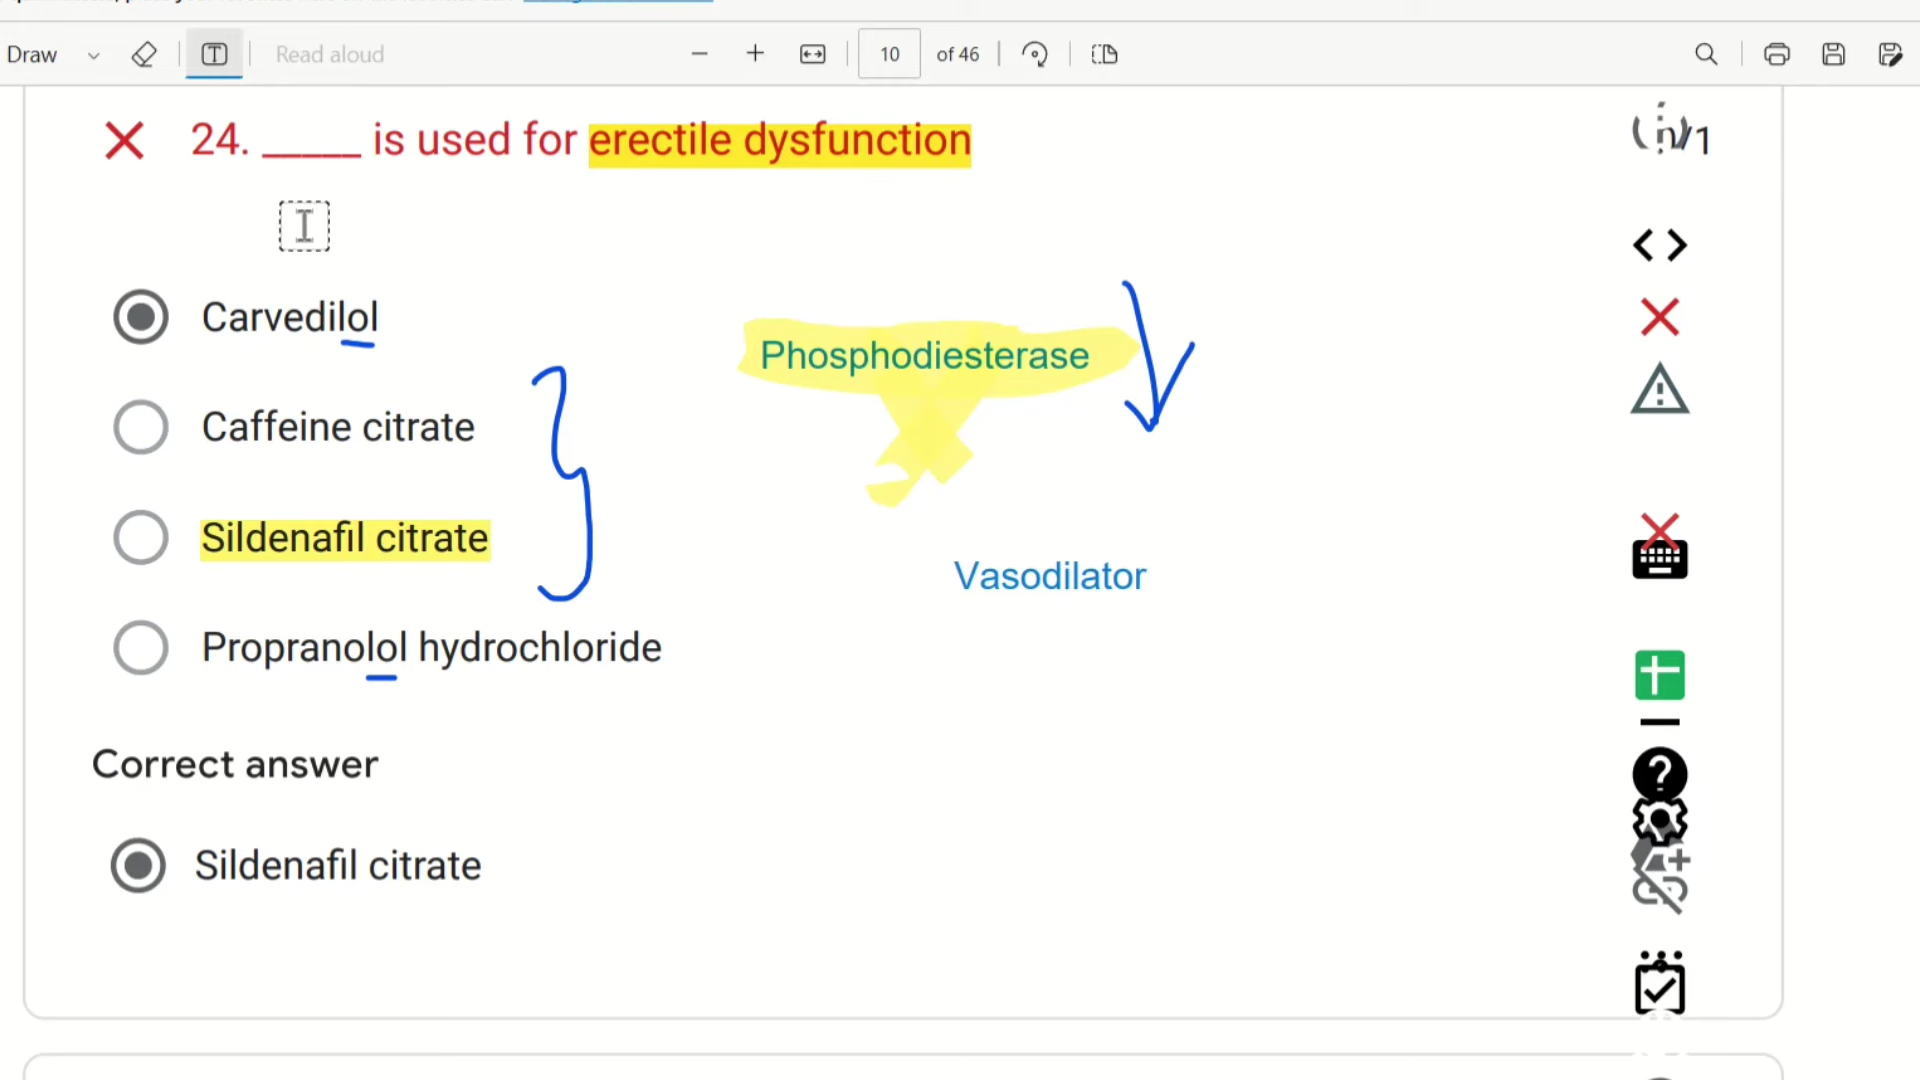 Draw
Read aloud
10 of 46
24. _____ is used for erectile dysfunction
/1
Carvedilol
Phosphodiesterase
Caffeine citrate
Sildenafil citrate
Vasodilator
Propranolol hydrochloride
Correct answer
Sildenafil citrate